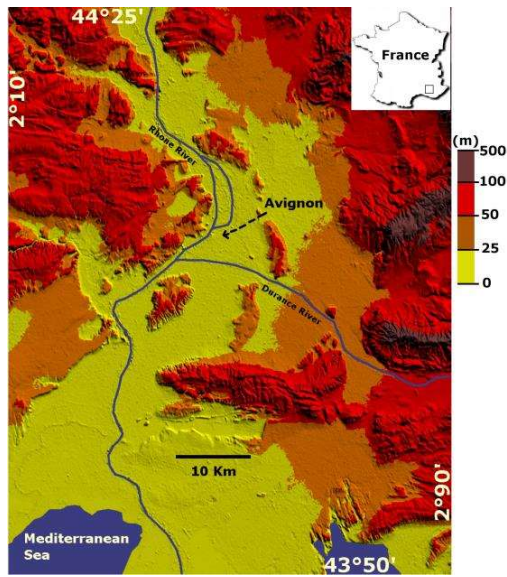 44°25'
2°10'
France
(m)
500
100
50
25
0
Rhone River
Avignon
Durance River
10 Km
Mediterranean
Sea
2°90'
43°50'